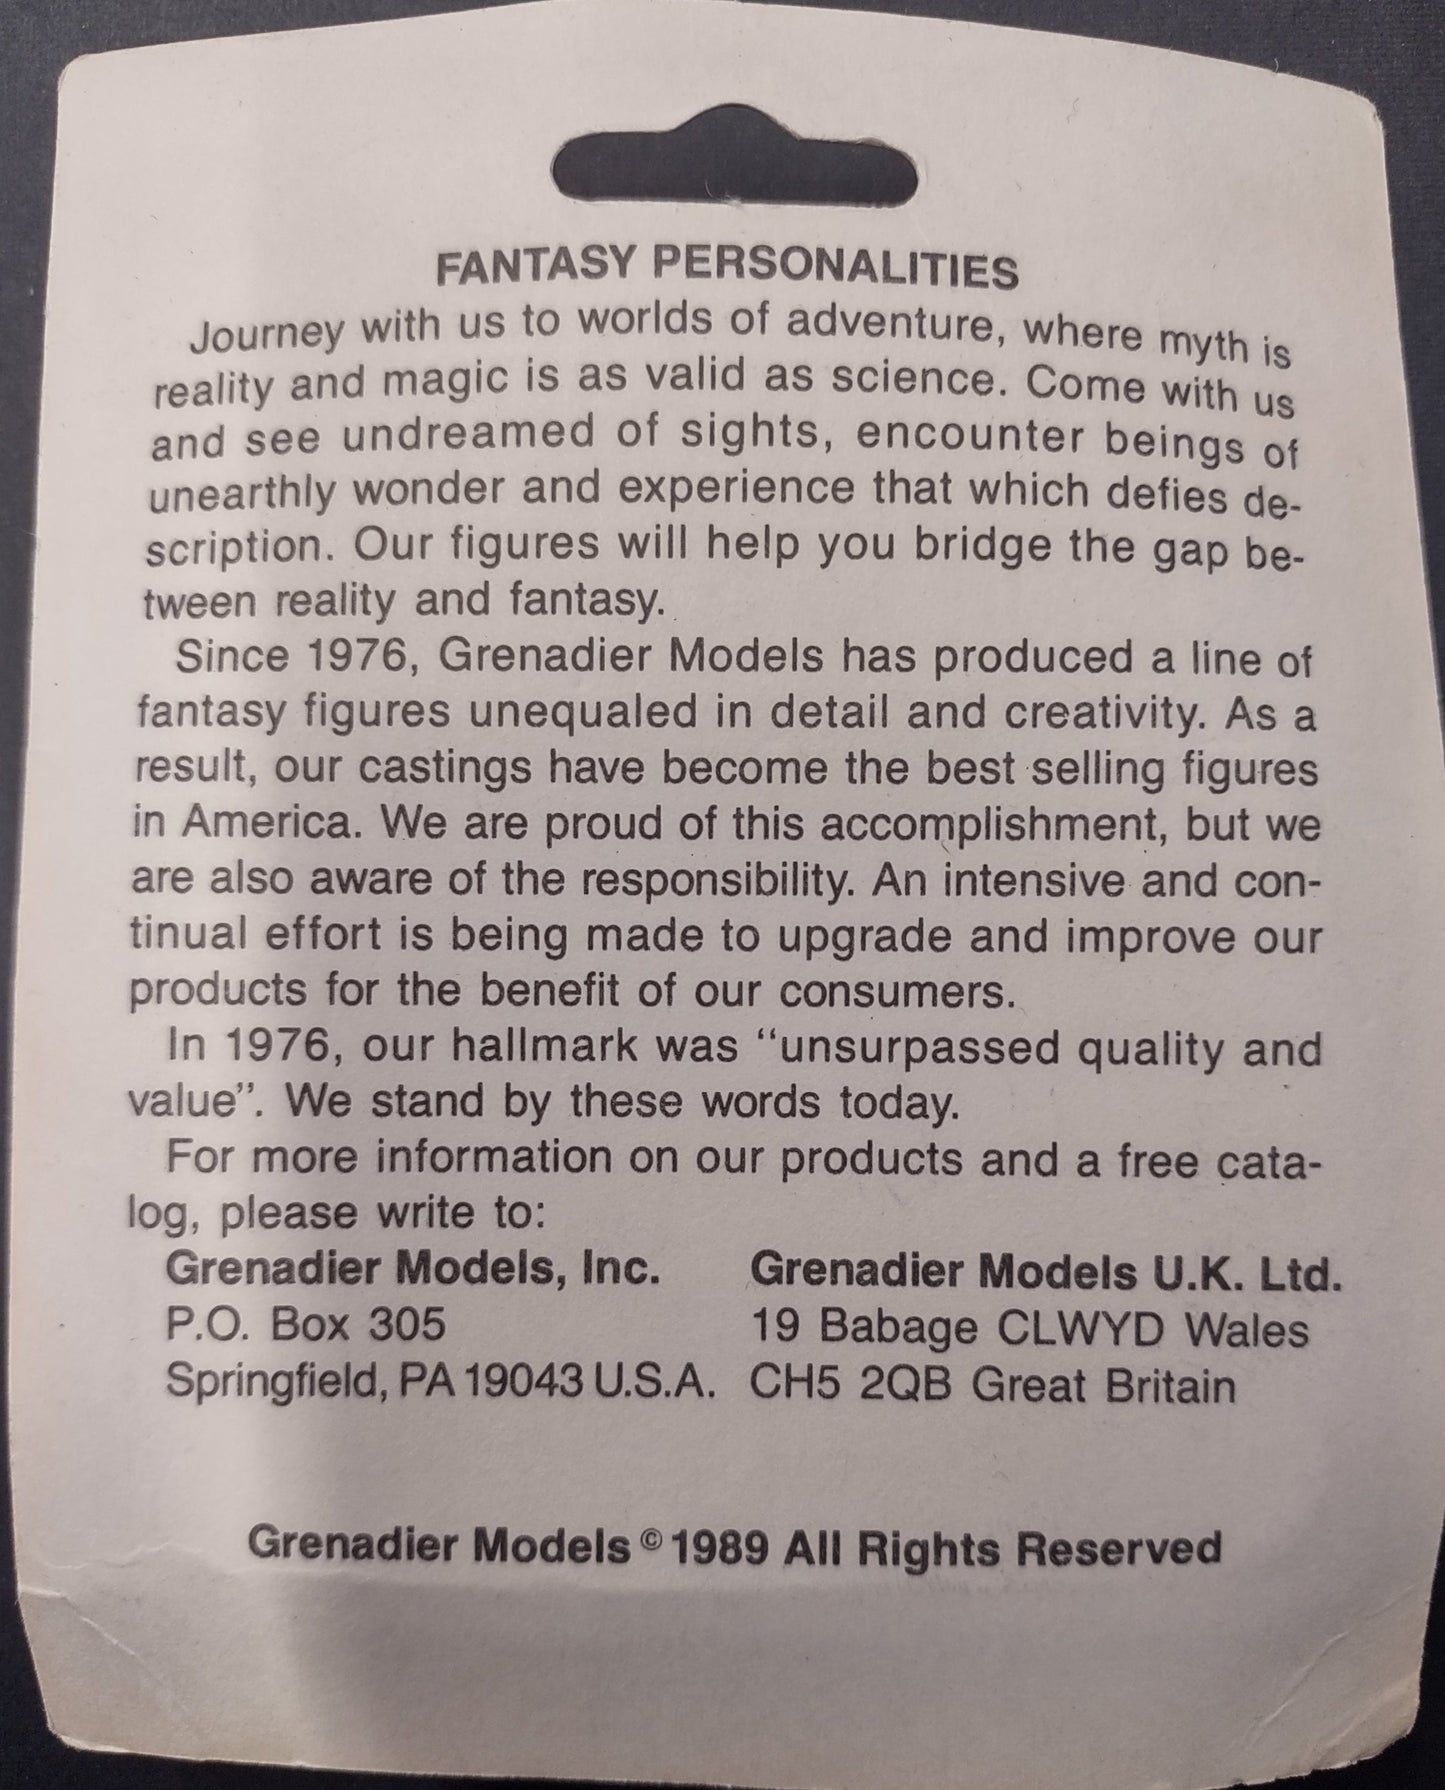 FANTASY PERSONALITIES
Journey with us to worlds of adventure, where myth is
reality and magic is as valid as science. Come with us
and see undreamed of sights, encounter beings of
unearthly wonder and experience that which defies de-
scription. Our figures will help you bridge the gap be-
tween reality and fantasy.
Since 1976, Grenadier Models has produced a line of
fantasy figures unequaled in detail and creativity. As a
result, our castings have become the best selling figures
in America. We are proud of this accomplishment, but we
are also aware of the responsibility. An intensive and con-
tinual effort is being made to upgrade and improve our
products for the benefit of our consumers.
In 1976, our hallmark was “unsurpassed quality and
value”. We stand by these words today.
For more information on our products and a free cata-
log, please write to:
Grenadier Models, Inc.
P.O. Box 305
Springfield, PA 19043 U.S.A.
Grenadier Models U.K. Ltd.
19 Babage CLWYD Wales
CH5 2QB Great Britain
Grenadier Models © 1989 All Rights Reserved